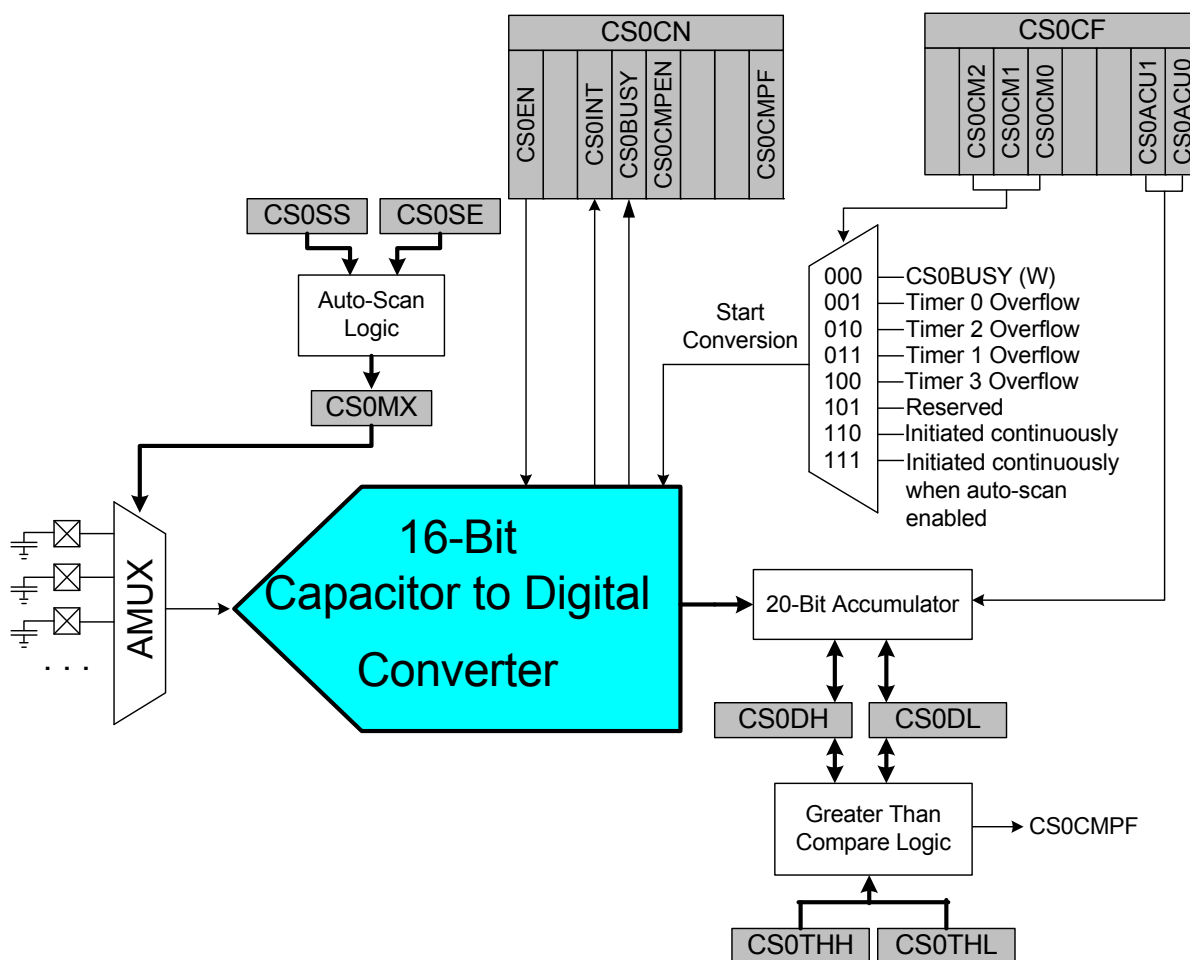 CS0CN
CS0EN
CS0INT
CS0BUSY
CS0CMPEN
CS0CMPF
CS0CF
CS0CM2
CS0CM1
CS0CM0
CS0ACU1
CS0ACU0
CS0SS
CS0SE
Auto-Scan
Logic
CS0MX
Start
Conversion
000 CS0BUSY (W)
001 Timer 0 Overflow
010 Timer 2 Overflow
011 Timer 1 Overflow
100 Timer 3 Overflow
101 Reserved
110 Initiated continuously
111 Initiated continuously
when auto-scan
enabled
AMUX
. . .
16-Bit
Capacitor to Digital
Converter
20-Bit Accumulator
CS0DH
CS0DL
Greater Than
Compare Logic
CS0CMPF
CS0THH
CS0THL